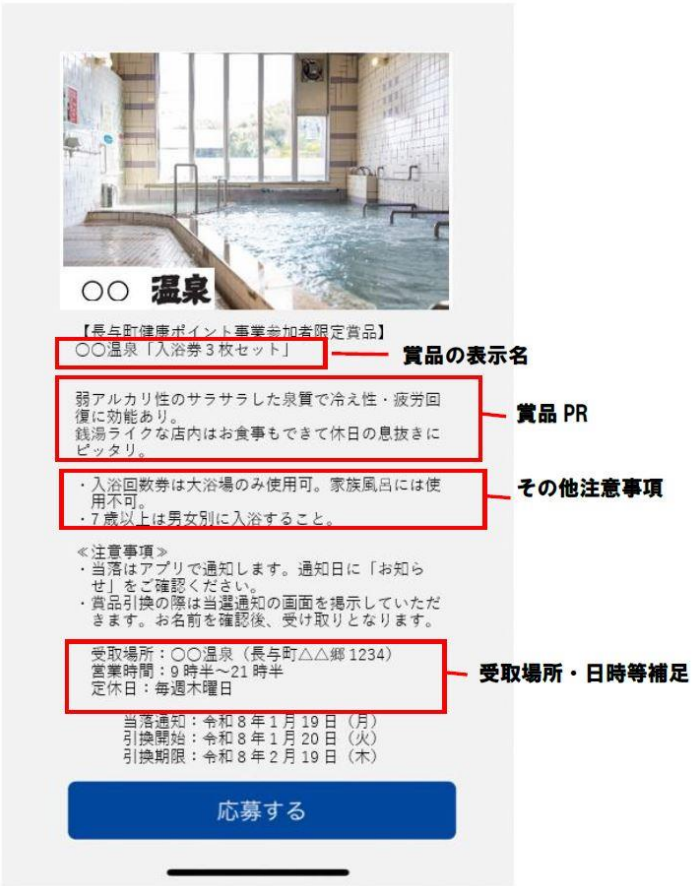 ○○ 温泉
【長与町健康ポイント事業参加者限定賞品】
○○温泉「入浴券3枚セット」
賞品の表示名
弱アルカリ性のサラサラした泉質で冷え性・疲労回
復に効能あり。
銭湯ライクな店内はお食事もできて休日の息抜きに
ピッタリ。
賞品 PR
・入浴回数券は大浴場のみ使用可。家族風呂には使
用不可。
・7歳以上は男女別に入浴すること。
その他注意事項
≪注意事項≫
・当落はアプリで通知します。通知日に「お知ら
せ」をご確認ください。
・賞品引換の際は当選通知の画面を掲示していただ
きます。お名前を確認後、受け取りとなります。
受取場所：○○温泉（長与町△△郷1234）
営業時間：9時半～21時半
定休日：毎週木曜日
受取場所・日時等補足
当落通知：令和8年1月19日（月）
引換開始：令和8年1月20日（火）
引換期限：令和8年2月19日（木）
応募する